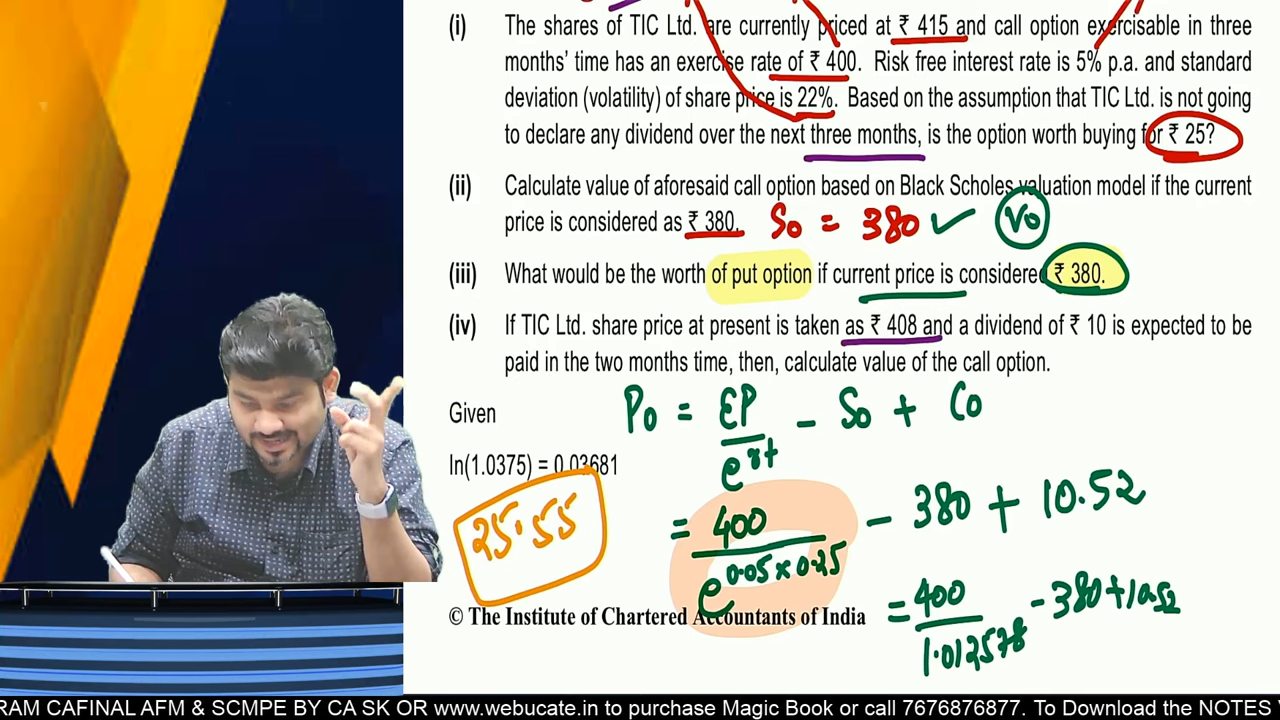 (i) The shares of TIC Ltd. are currently priced at ₹ 415 and call option exercisable in three
months' time has an exercise rate of ₹ 400. Risk free interest rate is 5% p.a. and standard
deviation (volatility) of share price is 22%. Based on the assumption that TIC Ltd. is not going
to declare any dividend over the next three months, is the option worth buying for ₹ 25?
(ii) Calculate value of aforesaid call option based on Black Scholes valuation model if the current
price is considered as ₹ 380. S0 = 380 ✓ V0
(iii) What would be the worth of put option if current price is considered ₹ 380.
(iv) If TIC Ltd. share price at present is taken as ₹ 408 and a dividend of ₹ 10 is expected to be
paid in the two months time, then, calculate value of the call option.
P0 = EP/e^rt - S0 + C0
Given
ln(1.0375) = 0.03681
25.55
= 400/e^0.05×0.25 - 380 + 10.52
= 400/1.012578 - 380 + 10.52
© The Institute of Chartered Accountants of India
RAM CAFINAL AFM & SCMPE BY CA SK OR www.webucate.in to purchase Magic Book or call 7676876877. To Download the NOTES